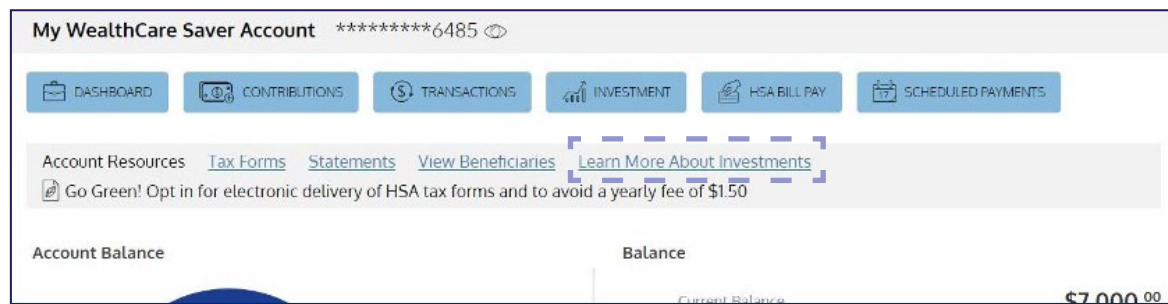 My WealthCare Saver Account *********6485
DASHBOARD CONTRIBUTIONS TRANSACTIONS INVESTMENT HSA BILL PAY 17 SCHEDULED PAYMENTS
Account Resources Tax Forms Statements View Beneficiaries Learn More About Investments
Go Green! Opt in for electronic delivery of HSA tax forms and to avoid a yearly fee of $1.50
Account Balance Balance
Current Balance $7,000.00